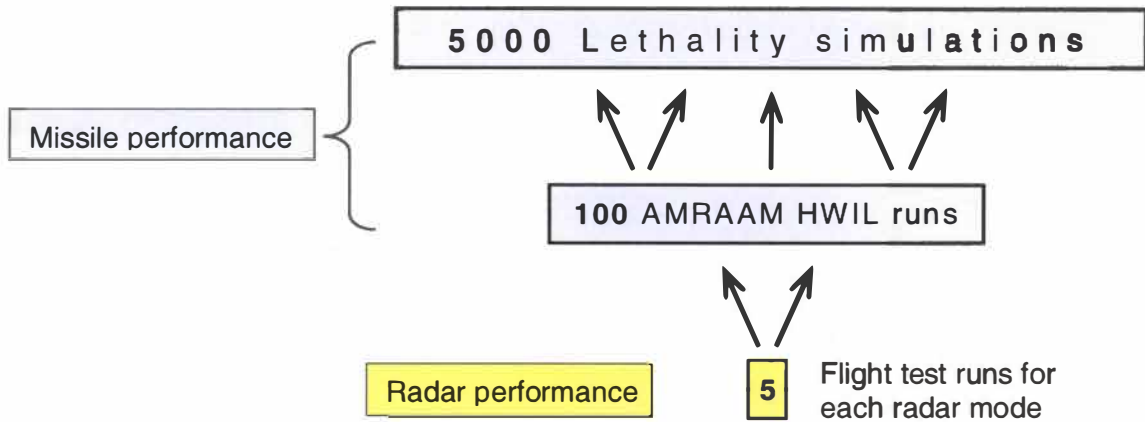 5000 Lethality simulations
Missile performance
100 AMRAAM HWIL runs
Radar performance
5
Flight test runs for
each radar mode